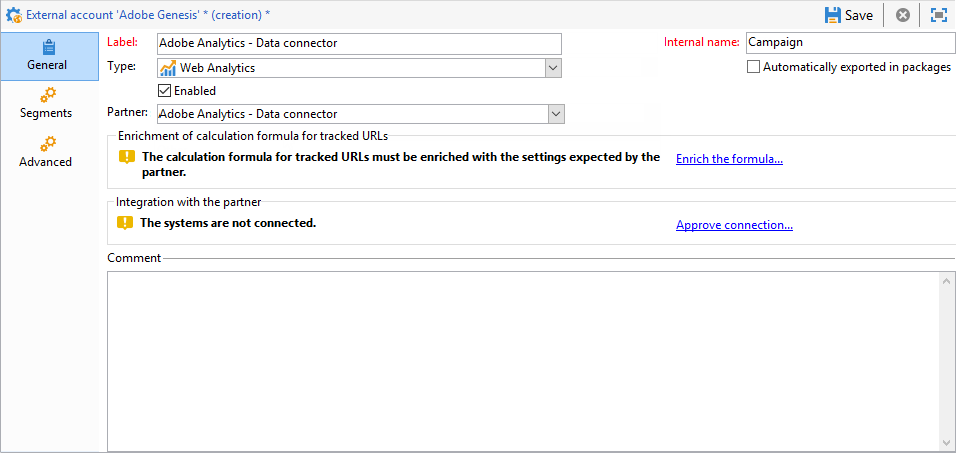 External account 'Adobe Genesis' * (creation) *
Save
General
Segments
Advanced
Label: Adobe Analytics - Data connector
Internal name: Campaign
Type: Web Analytics
Automatically exported in packages
Enabled
Partner: Adobe Analytics - Data connector
Enrichment of calculation formula for tracked URLs
The calculation formula for tracked URLs must be enriched with the settings expected by the
partner.
Enrich the formula...
Integration with the partner
The systems are not connected.
Approve connection...
Comment